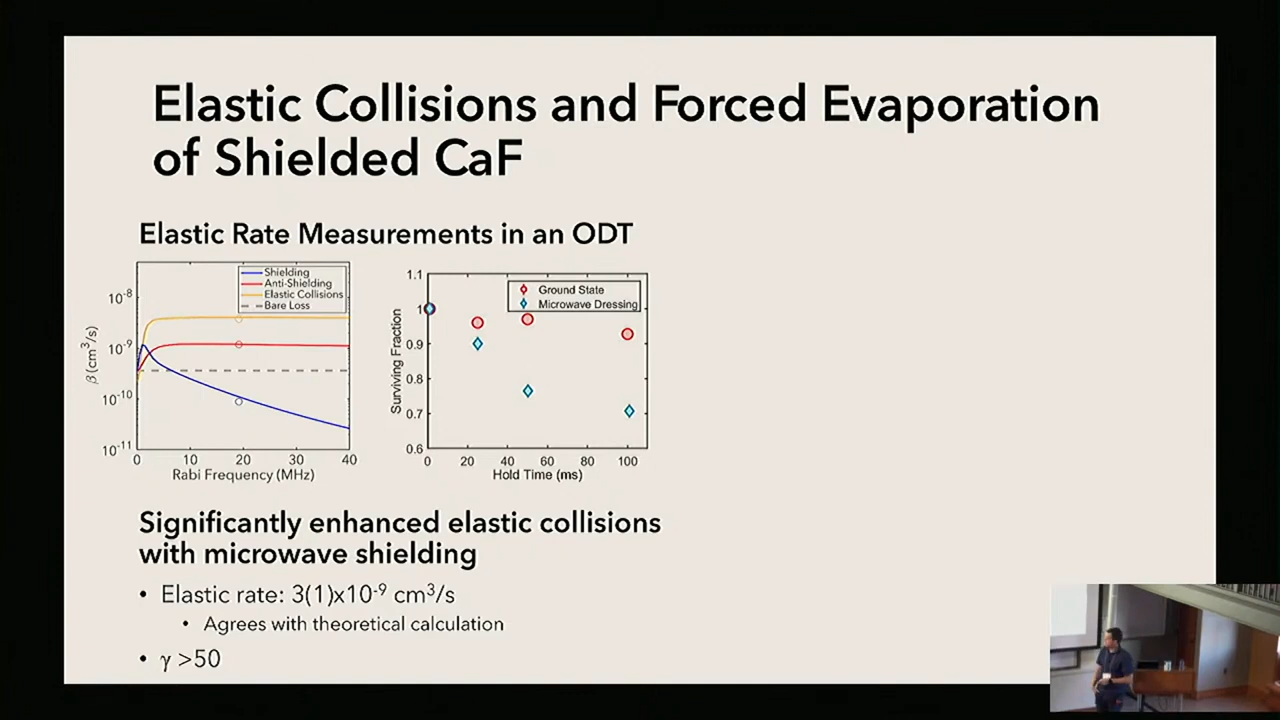 Elastic Collisions and Forced Evaporation
of Shielded CaF
Elastic Rate Measurements in an ODT
Shielding
Anti-Shielding
Elastic Collisions
Bare Loss
10⁻⁸
10⁻⁹
10⁻¹⁰
10⁻¹¹
β (cm³/s)
0 10 20 30 40
Rabi Frequency (MHz)
Ground State
Microwave Dressing
1.1
1
0.9
0.8
0.7
0.6
Surviving Fraction
0 20 40 60 80 100
Hold Time (ms)
Significantly enhanced elastic collisions
with microwave shielding
• Elastic rate: 3(1)x10⁻⁹ cm³/s
• Agrees with theoretical calculation
• γ >50